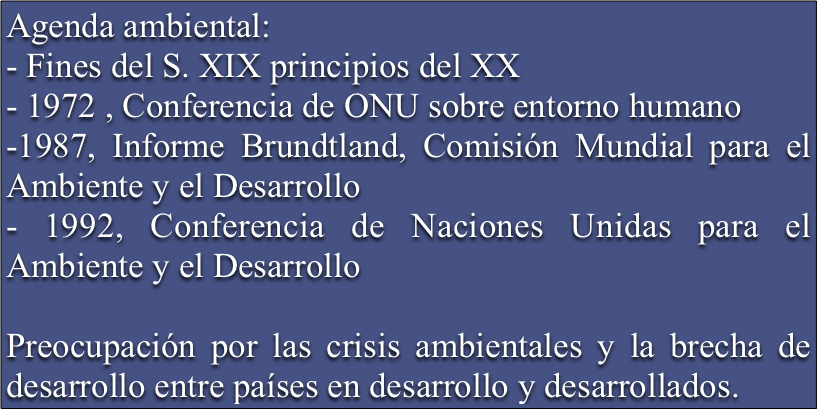 Agenda ambiental:
- Fines del S. XIX principios del XX
- 1972 , Conferencia de ONU sobre entorno humano
-1987, Informe Brundtland, Comisión Mundial para el
Ambiente y el Desarrollo
- 1992, Conferencia de Naciones Unidas para el
Ambiente y el Desarrollo
Preocupación por las crisis ambientales y la brecha de
desarrollo entre países en desarrollo y desarrollados.